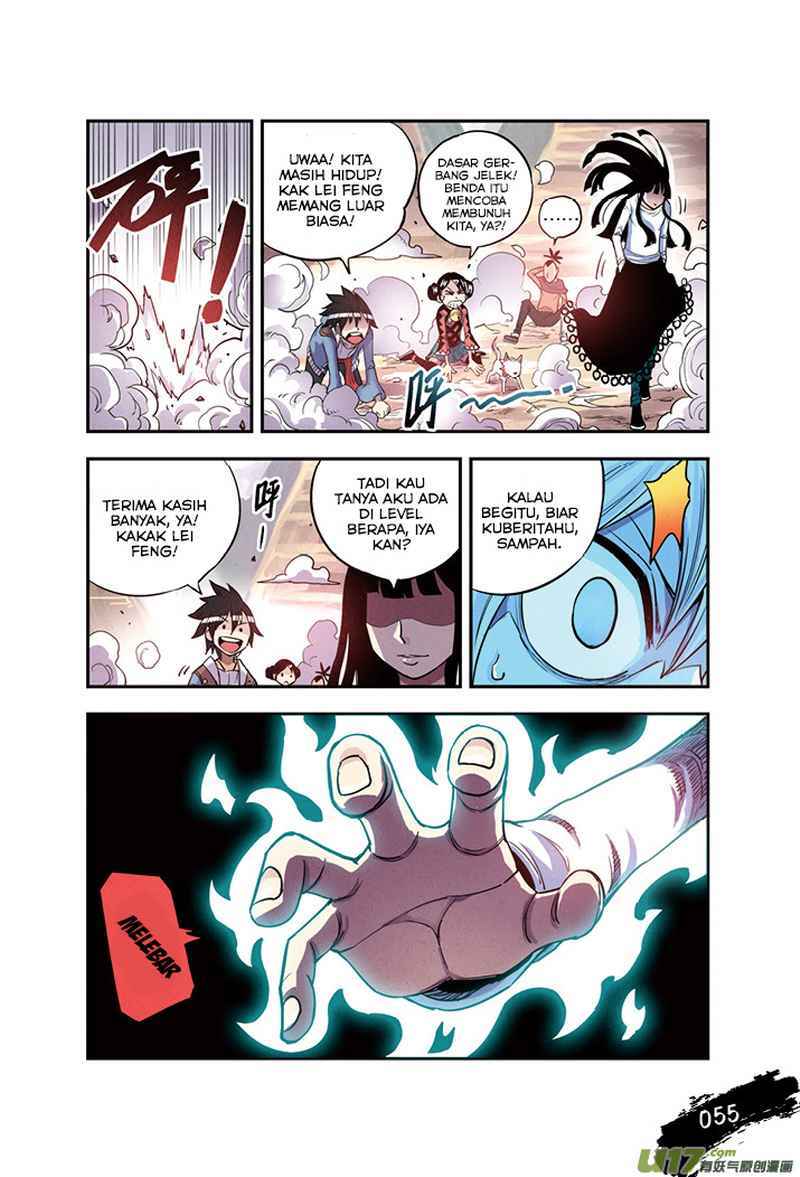 砰!
UWAA! KITA
MASIH HIDUP!
KAK LEI FENG
MEMANG LUAR
BIASA!
DASAR GER-
BANG JELEK!
BENDA ITU
MENCOBA
MEMBUNUH
KITA, YA?!
......
呼~
TERIMA KASIH
BANYAK, YA!
KAKAK LEI
FENG!
呼-
TADI KAU
TANYA AKU ADA
DI LEVEL
BERAPA, IYA
KAN?
KALAU
BEGITU, BIAR
KUBERITAHU,
SAMPAH.
MELEBAR
055
U17.com
有妖气原创漫画